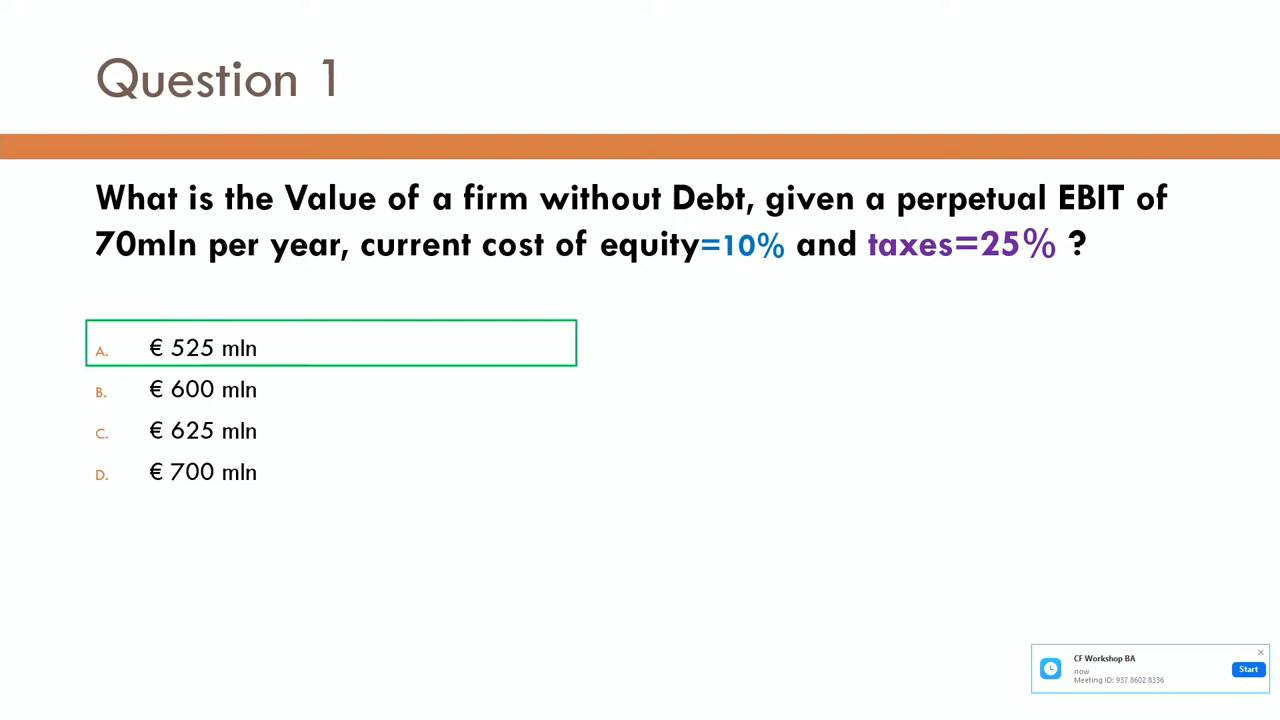 Question 1
What is the Value of a firm without Debt, given a perpetual EBIT of
70mln per year, current cost of equity=10% and taxes=25% ?
A. € 525 mln
B. € 600 mln
C. € 625 mln
D. € 700 mln
CF Workshop BA
now
Meeting ID: 937 8602 8336
Start